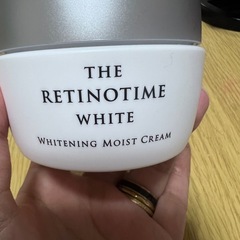 THE
RETINOTIME
WHITE
WHITENING MOIST CREAM